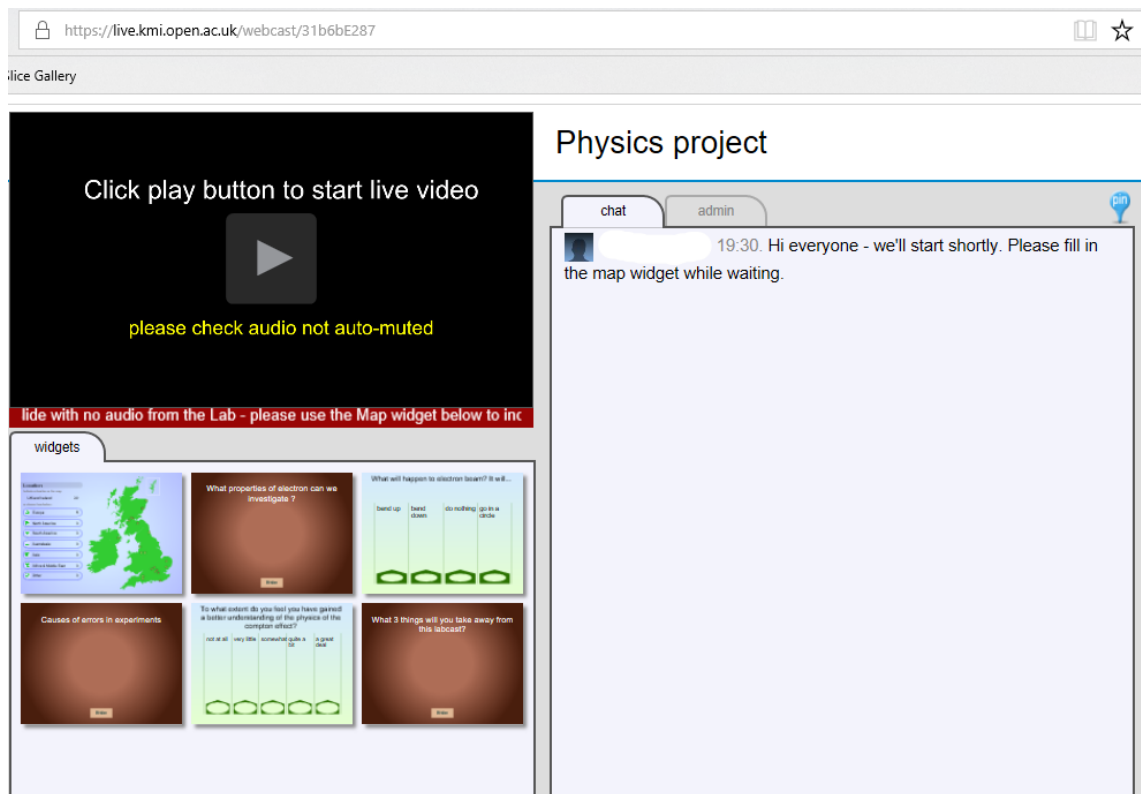 https://live.kmi.open.ac.uk/webcast/31b6bE287
lice Gallery
Click play button to start live video
please check audio not auto-muted
lide with no audio from the Lab - please use the Map widget below to inc
Physics project
chat
admin
pin
19:30. Hi everyone - we'll start shortly. Please fill in
the map widget while waiting.
widgets
What properties of electron can we
investigate ?
Enter
What will happen to electron beam? It will...
bend up
bend
down
do nothing
go in a
circle
Causes of errors in experiments
Enter
To what extent do you feel you have gained
a better understanding of the physics of the
compton effect?
not at all
very little
somewhat
quite a
bit
a great
deal
What 3 things will you take away from
this labcast?
Enter